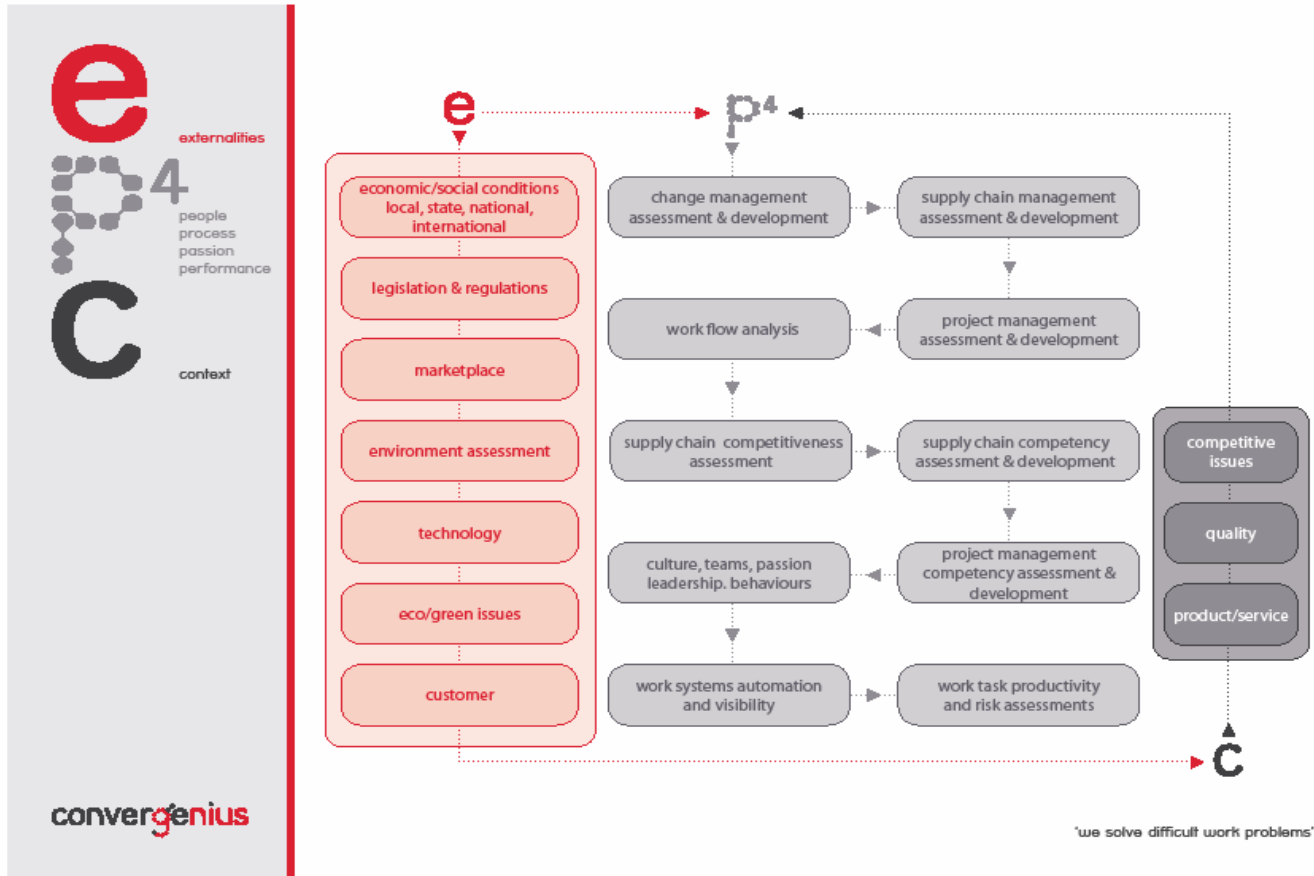 e
externalities
p4
people
process
passion
performance
c
context
convergenius
e
p4
economic/social conditions
local, state, national,
international
legislation & regulations
marketplace
environment assessment
technology
eco/green issues
customer
change management
assessment & development
supply chain management
assessment & development
project management
assessment & development
work flow analysis
supply chain competitiveness
assessment
supply chain competency
assessment & development
project management
competency assessment &
development
culture, teams, passion
leadership. behaviours
work systems automation
and visibility
work task productivity
and risk assessments
competitive
issues
quality
product/service
c
'we solve difficult work problems'